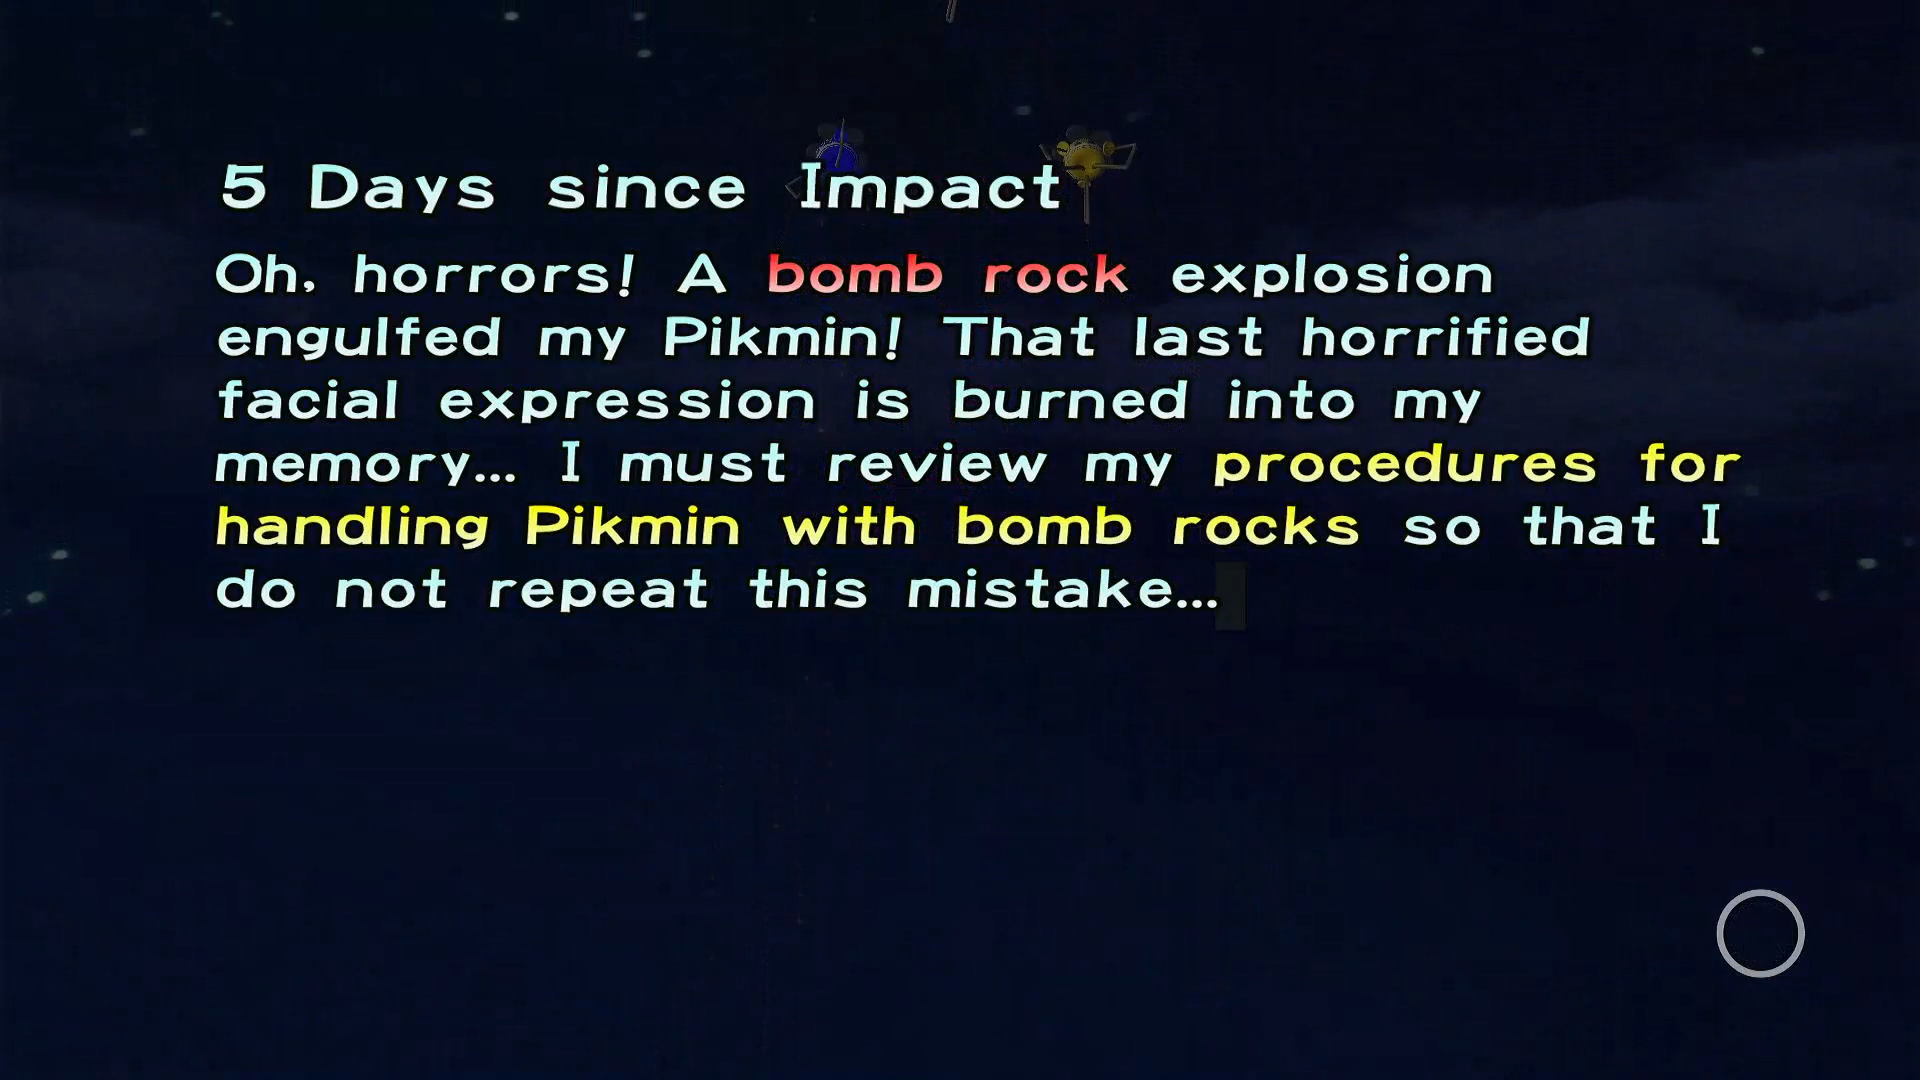 5 Days since Impact
Oh, horrors! A bomb rock explosion
engulfed my Pikmin! That last horrified
facial expression is burned into my
memory... I must review my procedures for
handling Pikmin with bomb rocks so that I
do not repeat this mistake...